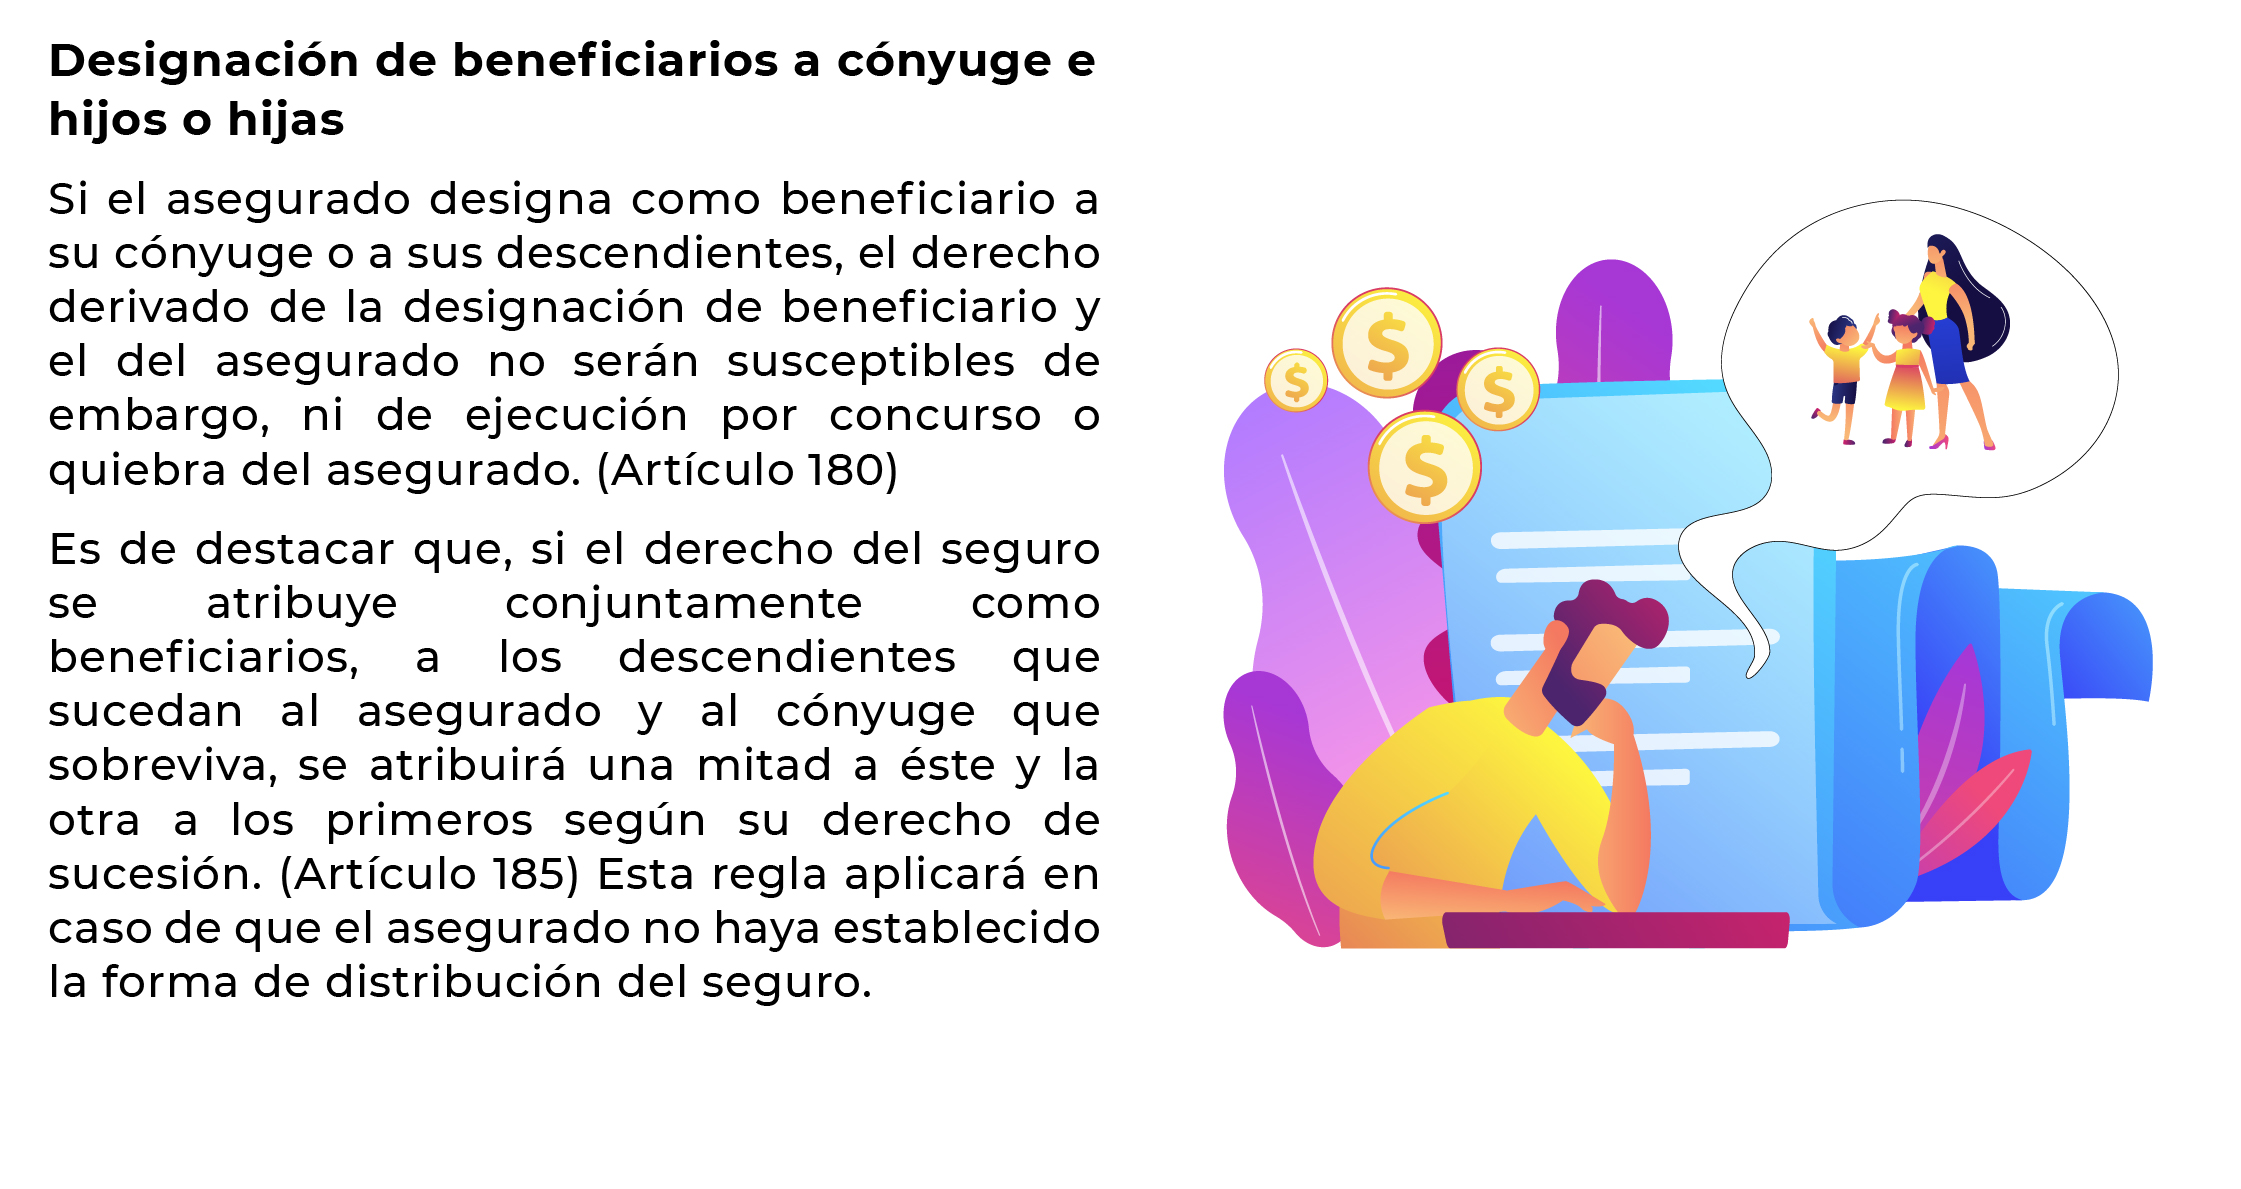 Designación de beneficiarios a cónyuge e
hijos o hijas
Si el asegurado designa como beneficiario a
su cónyuge o a sus descendientes, el derecho
derivado de la designación de beneficiario y
el del asegurado no serán susceptibles de
embargo, ni de ejecución por concurso o
quiebra del asegurado. (Artículo 180)
Es de destacar que, si el derecho del seguro
se atribuye conjuntamente como
beneficiarios, a los descendientes que
sucedan al asegurado y al cónyuge que
sobreviva, se atribuirá una mitad a éste y la
otra a los primeros según su derecho de
sucesión. (Artículo 185) Esta regla aplicará en
caso de que el asegurado no haya establecido
la forma de distribución del seguro.
$
$
$
$